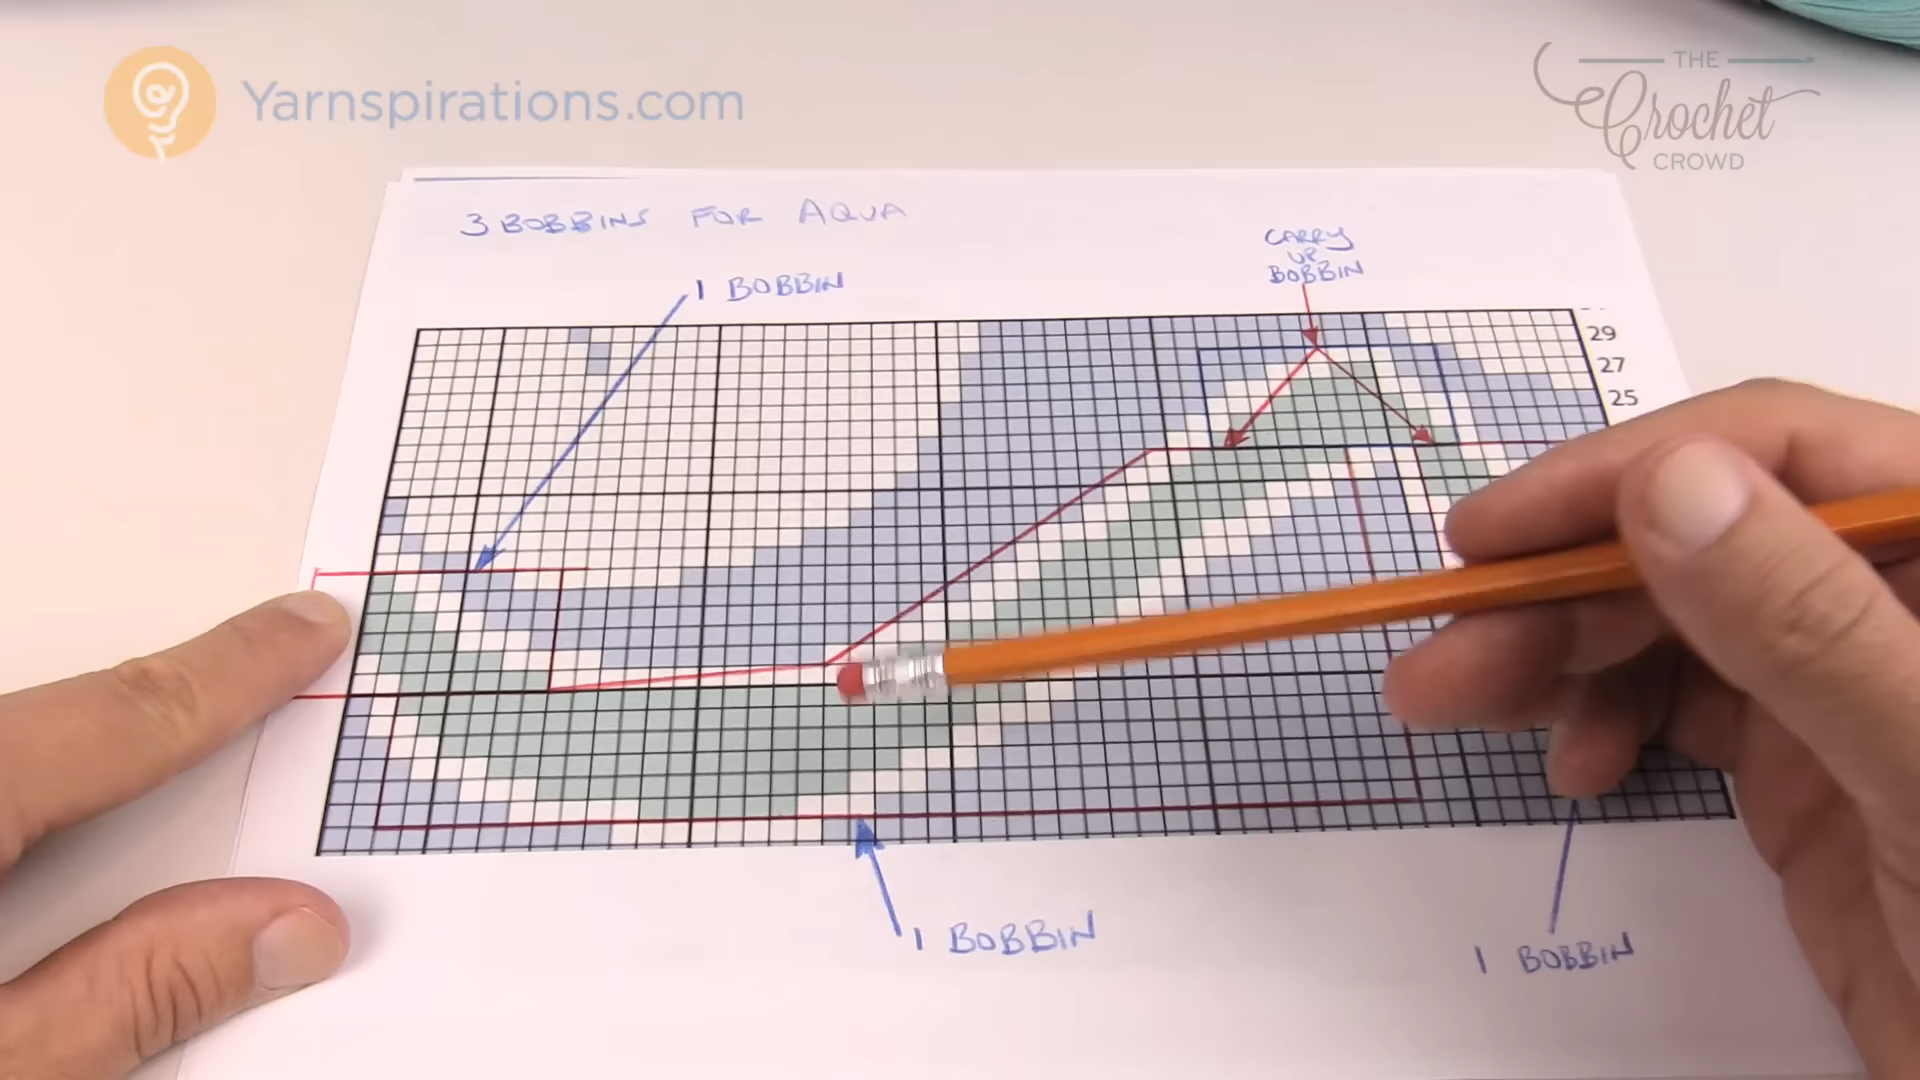 Yarnspirations.com
THE
Crochet
CROWD
3 BOBBINS FOR AQUA
CARRY
UP
BOBBIN
1 BOBBIN
29
27
25
1 BOBBIN
1 BOBBIN